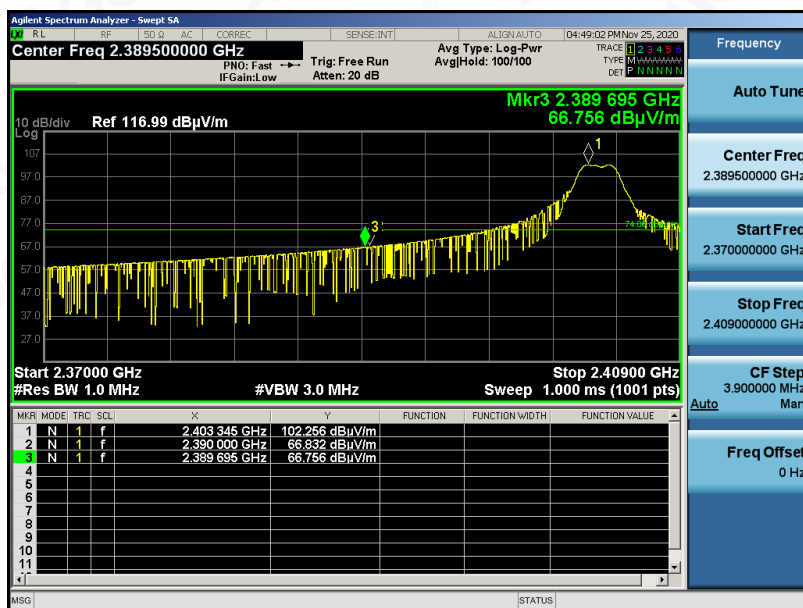 Agilent Spectrum Analyzer - Swept SA
LXI RL RF 50 Ω AC CORREC SENSE:INT ALIGN AUTO 04:49:02 PM Nov 25, 2020
Center Freq 2.389500000 GHz
PNO: Fast
IFGain:Low
Trig: Free Run
Atten: 20 dB
Avg Type: Log-Pwr
Avg|Hold: 100/100
TRACE 1 2 3 4 5 6
TYPE M
DET P N N N N N
Frequency
Mkr3 2.389 695 GHz
66.756 dBµV/m
10 dB/div Ref 116.99 dBµV/m
Log
107
97.0
87.0
77.0
67.0
57.0
47.0
37.0
27.0
1
3
Start 2.37000 GHz Stop 2.40900 GHz
#Res BW 1.0 MHz #VBW 3.0 MHz Sweep 1.000 ms (1001 pts)
MKR MODE TRC SCL X Y FUNCTION FUNCTION WIDTH FUNCTION VALUE
1 N 1 f 2.403 345 GHz 102.256 dBµV/m
2 N 1 f 2.390 000 GHz 66.832 dBµV/m
3 N 1 f 2.389 695 GHz 66.756 dBµV/m
4
5
6
7
8
9
10
11
MSG STATUS
Auto Tune
Center Freq
2.389500000 GHz
Start Freq
2.370000000 GHz
Stop Freq
2.409000000 GHz
CF Step
3.900000 MHz
Auto Man
Freq Offset
0 Hz